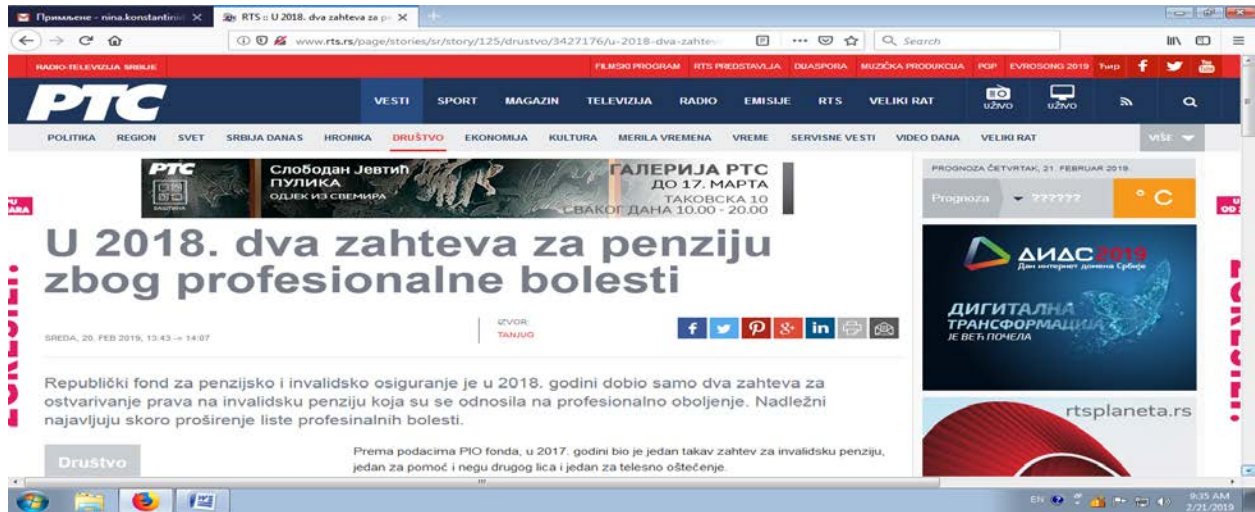 Примљене - nina.konstantini
RTS :: U 2018. dva zahteva za p
www.rts.rs/page/stories/sr/story/125/drustvo/3427176/u-2018-dva-zahtev
Search
RADIO-TELEVIZIJA SRBIJE
FILMSKI PROGRAM RTS PREDSTAVLJA DIJASPORA MUZIČKA PRODUKCIJA PGP EVROSONG 2019 Ћир
РТС
VESTI SPORT MAGAZIN TELEVIZIJA RADIO EMISIJE RTS VELIKI RAT UŽIVO UŽIVO
POLITIKA REGION SVET SRBIJA DANAS HRONIKA DRUŠTVO EKONOMIJA KULTURA MERILA VREMENA VREME SERVISNE VESTI VIDEO DANA VELIKI RAT VIŠE
РТС
Слободан Јевтић
ПУЛИКА
ОДЈЕК ИЗ СВЕМИРА
ГАЛЕРИЈА РТС
ДО 17. МАРТА
ТАКОВСКА 10
СВАКОГ ДАНА 10.00 - 20.00
PROGNOZA ČETVRTAK, 21. FEBRUAR 2019.
Prognoza ?????? ° C
U 2018. dva zahteva za penziju
zbog profesionalne bolesti
SREDA, 20. FEB 2019, 13:43 -> 14:07
IZVOR:
TANJUG
Republički fond za penzijsko i invalidsko osiguranje je u 2018. godini dobio samo dva zahteva za
ostvarivanje prava na invalidsku penziju koja su se odnosila na profesionalno oboljenje. Nadležni
najavljuju skoro proširenje liste profesinalnih bolesti.
Društvo
Prema podacima PIO fonda, u 2017. godini bio je jedan takav zahtev za invalidsku penziju,
jedan za pomoć i negu drugog lica i jedan za telesno oštećenje.
ДИДС 2019
Дан интернет домена Србије
ДИГИТАЛНА
ТРАНСФОРМАЦИЈА
ЈЕ ВЕЋ ПОЧЕЛА
rtsplaneta.rs
EN
9:35 AM
2/21/2019